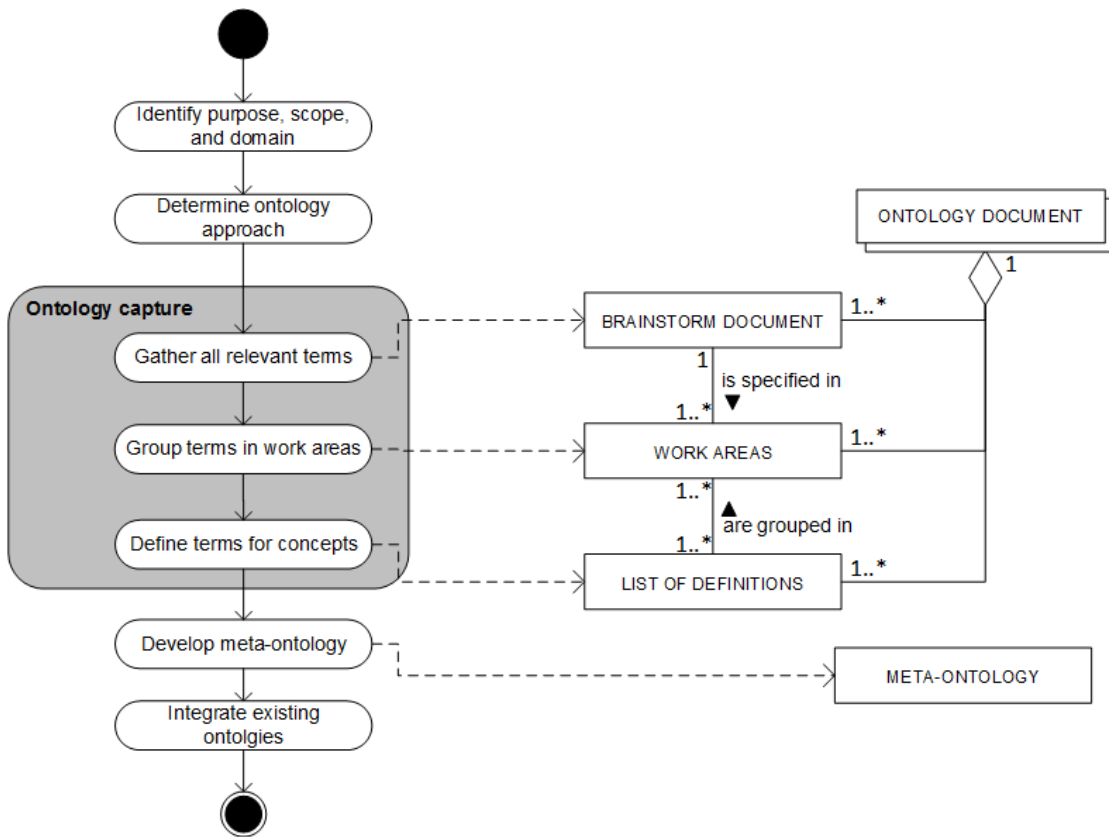 Identify purpose, scope,
and domain
Determine ontology
approach
Ontology capture
Gather all relevant terms
Group terms in work areas
Define terms for concepts
Develop meta-ontology
Integrate existing
ontolgies
ONTOLOGY DOCUMENT
1
BRAINSTORM DOCUMENT
1..*
1
is specified in
1..*
WORK AREAS
1..*
1..*
are grouped in
1..*
LIST OF DEFINITIONS
1..*
META-ONTOLOGY